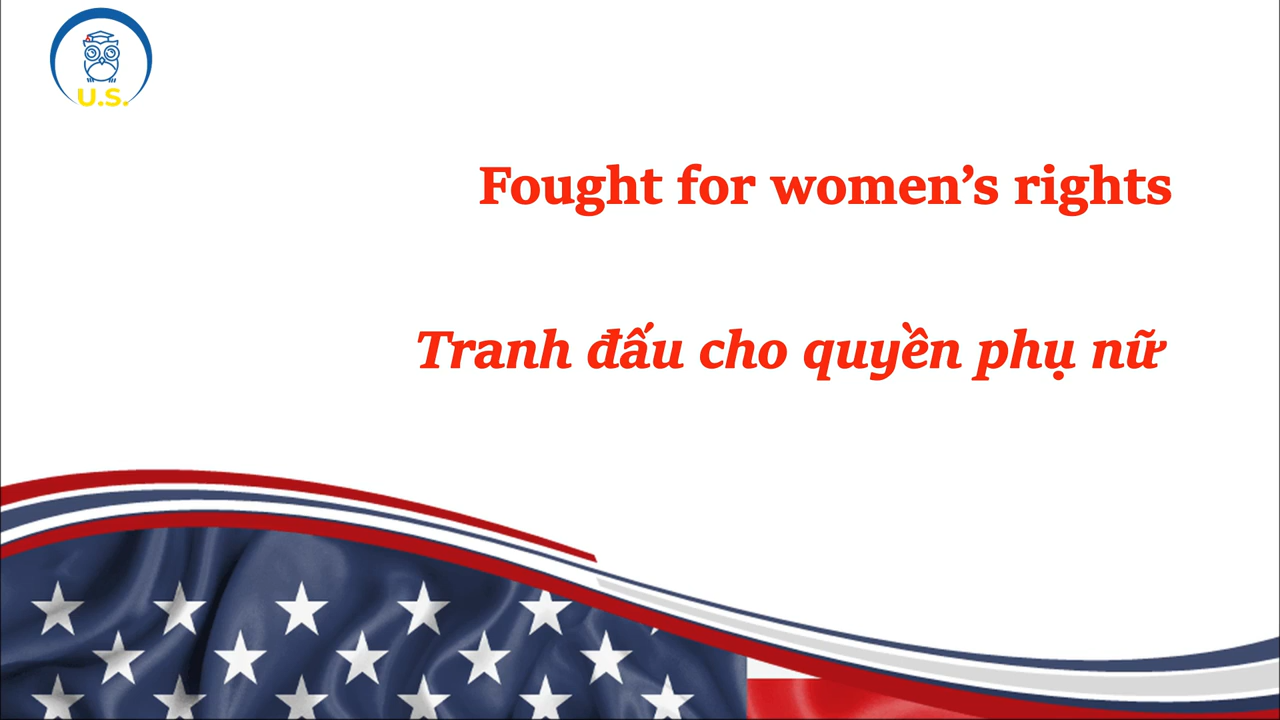 U.S.
Fought for women’s rights
Tranh đấu cho quyền phụ nữ